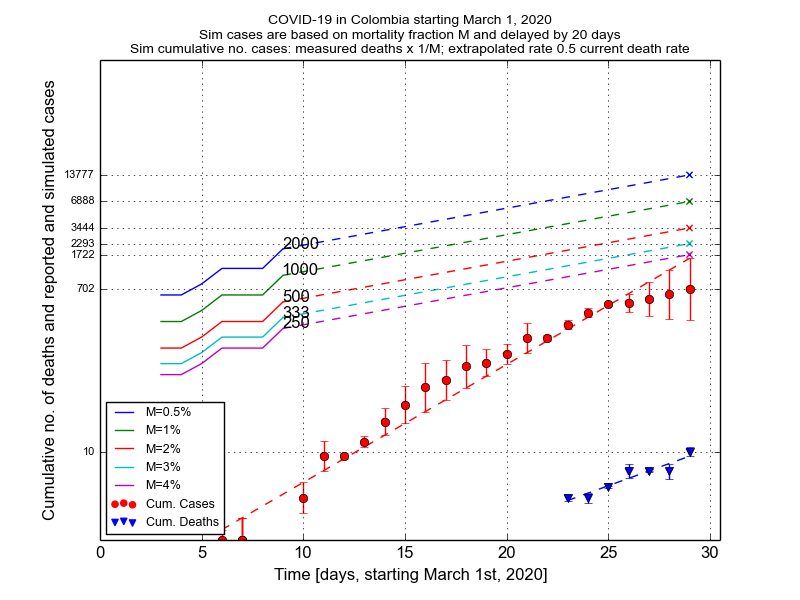 COVID-19 in Colombia starting March 1, 2020
Sim cases are based on mortality fraction M and delayed by 20 days
Sim cumulative no. cases: measured deaths x 1/M; extrapolated rate 0.5 current death rate
Cumulative no. of deaths and reported and simulated cases
13777
6888
3444
2293
1722
702
10
2000
1000
500
333
250
M=0.5%
M=1%
M=2%
M=3%
M=4%
Cum. Cases
Cum. Deaths
0 5 10 15 20 25 30
Time [days, starting March 1st, 2020]